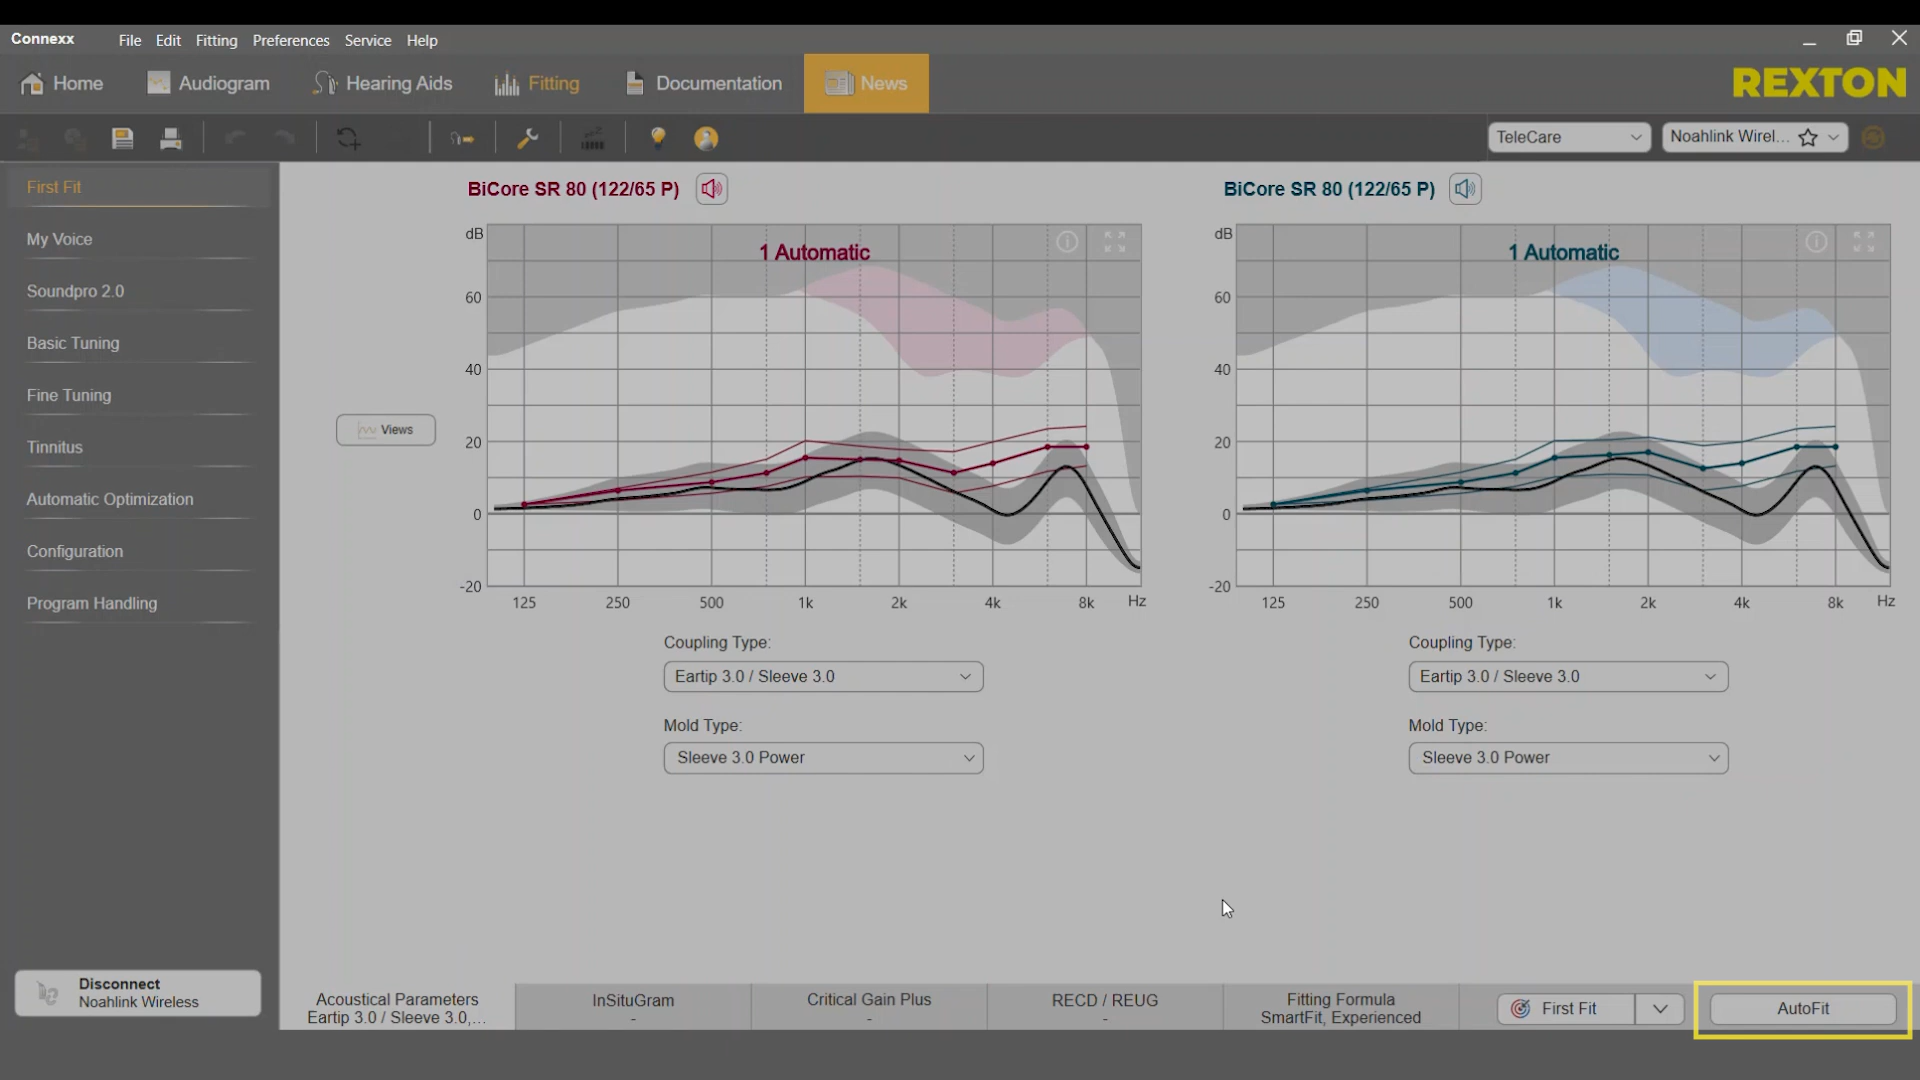 Connexx
File Edit Fitting Preferences Service Help
Home Audiogram Hearing Aids Fitting Documentation News
REXTON
TeleCare Noahlink Wirel...
First Fit
My Voice
Soundpro 2.0
Basic Tuning
Fine Tuning
Tinnitus
Automatic Optimization
Configuration
Program Handling
Disconnect
Noahlink Wireless
Views
BiCore SR 80 (122/65 P)
dB
1 Automatic
60
40
20
0
-20
125 250 500 1k 2k 4k 8k Hz
Coupling Type:
Eartip 3.0 / Sleeve 3.0
Mold Type:
Sleeve 3.0 Power
BiCore SR 80 (122/65 P)
dB
1 Automatic
60
40
20
0
-20
125 250 500 1k 2k 4k 8k Hz
Coupling Type:
Eartip 3.0 / Sleeve 3.0
Mold Type:
Sleeve 3.0 Power
Acoustical Parameters
Eartip 3.0 / Sleeve 3.0,...
InSituGram
-
Critical Gain Plus
-
RECD / REUG
-
Fitting Formula
SmartFit, Experienced
First Fit
AutoFit